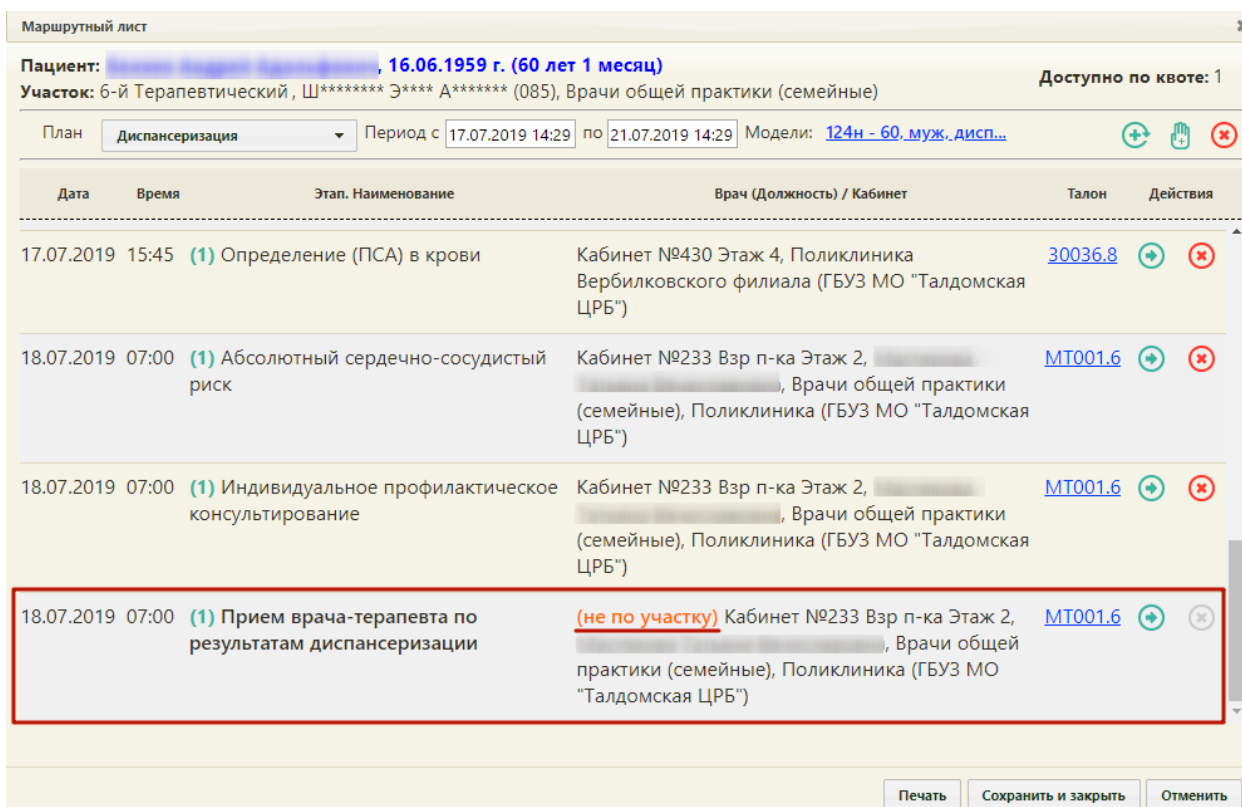 Маршрутный лист
Пациент: , 16.06.1959 г. (60 лет 1 месяц)
Доступно по квоте: 1
Участок: 6-й Терапевтический , Ш******** Э**** А******* (085), Врачи общей практики (семейные)
План Диспансеризация Период с 17.07.2019 14:29 по 21.07.2019 14:29 Модели: 124н - 60, муж, дисп...
Дата Время Этап. Наименование Врач (Должность) / Кабинет Талон Действия
17.07.2019 15:45 (1) Определение (ПСА) в крови Кабинет №430 Этаж 4, Поликлиника 30036.8
Вербилковского филиала (ГБУЗ МО "Талдомская
ЦРБ")
18.07.2019 07:00 (1) Абсолютный сердечно-сосудистый Кабинет №233 Взр п-ка Этаж 2, МТ001.6
риск , Врачи общей практики
(семейные), Поликлиника (ГБУЗ МО "Талдомская
ЦРБ")
18.07.2019 07:00 (1) Индивидуальное профилактическое Кабинет №233 Взр п-ка Этаж 2, МТ001.6
консультирование , Врачи общей практики
(семейные), Поликлиника (ГБУЗ МО "Талдомская
ЦРБ")
18.07.2019 07:00 (1) Прием врача-терапевта по (не по участку) Кабинет №233 Взр п-ка Этаж 2, МТ001.6
результатам диспансеризации , Врачи общей
практики (семейные), Поликлиника (ГБУЗ МО
"Талдомская ЦРБ")
Печать Сохранить и закрыть Отменить